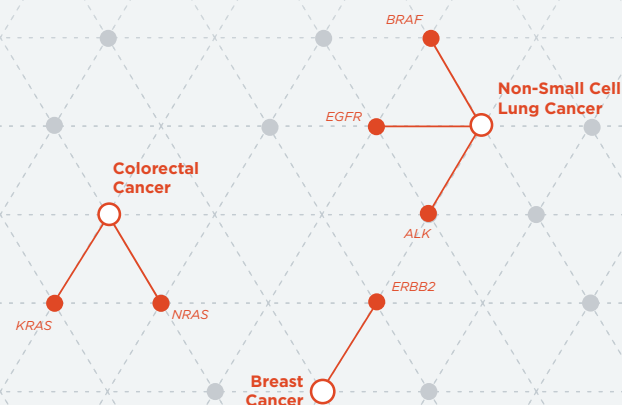 BRAF
Non-Small Cell
Lung Cancer
EGFR
Colorectal
Cancer
ALK
ERBB2
NRAS
KRAS
Breast
Cancer